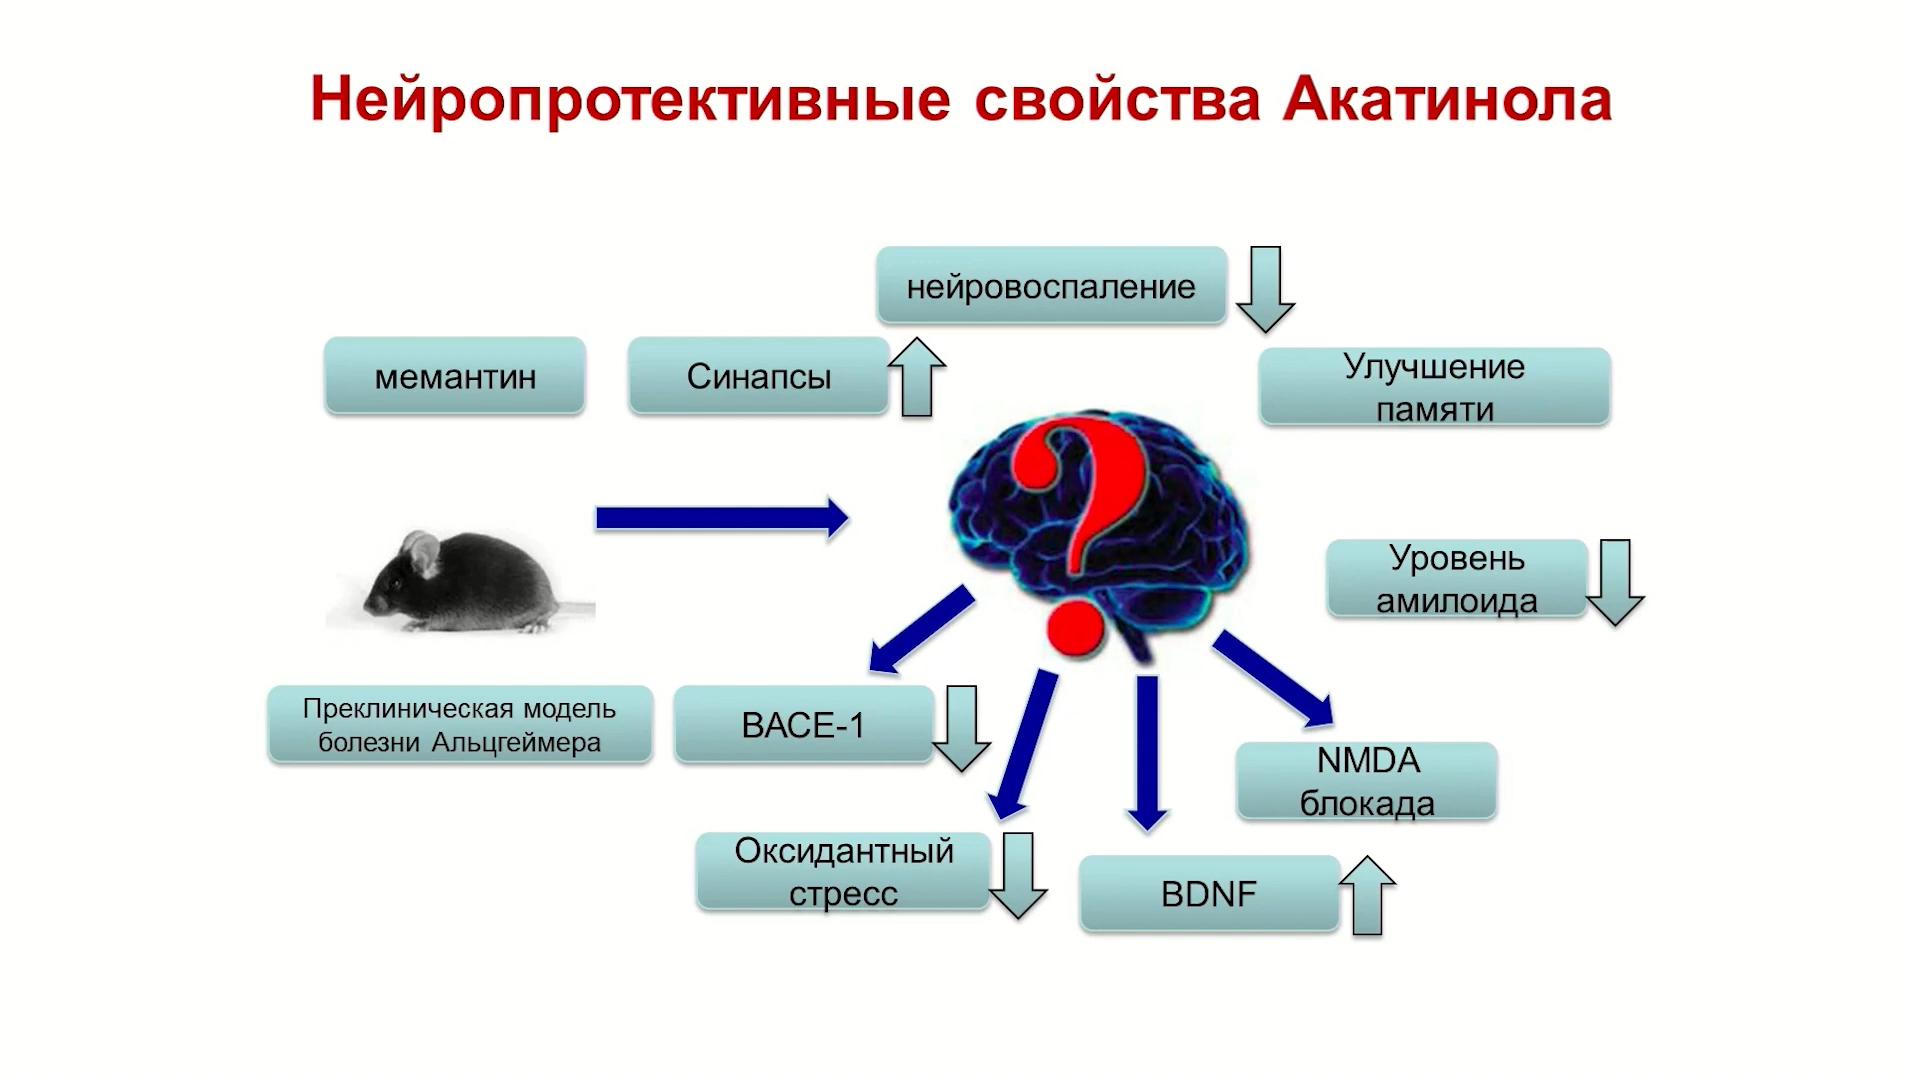 Нейропротективные свойства Акатинола
нейровоспаление
мемантин
Синапсы
Улучшение
памяти
Уровень
амилоида
Преклиническая модель
болезни Альцгеймера
BACE-1
NMDA
блокада
Оксидантный
стресс
BDNF
?